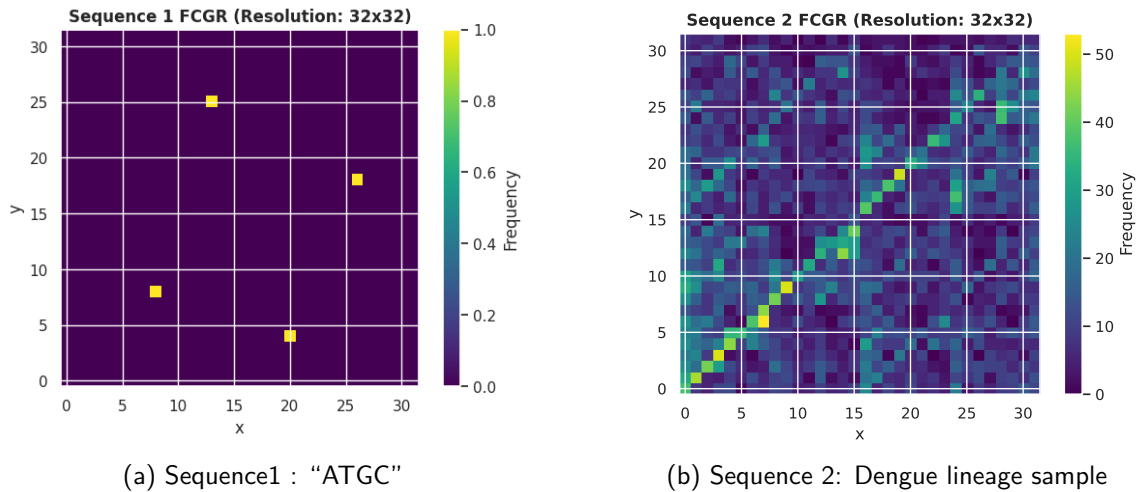 Sequence 1 FCGR (Resolution: 32x32)
30
25
20
15
10
5
0
y
0 5 10 15 20 25 30
x
1.0
0.8
0.6
0.4
0.2
0.0
Frequency
(a) Sequence1 : “ATGC”
Sequence 2 FCGR (Resolution: 32x32)
30
25
20
15
10
5
0
y
0 5 10 15 20 25 30
x
50
40
30
20
10
0
Frequency
(b) Sequence 2: Dengue lineage sample